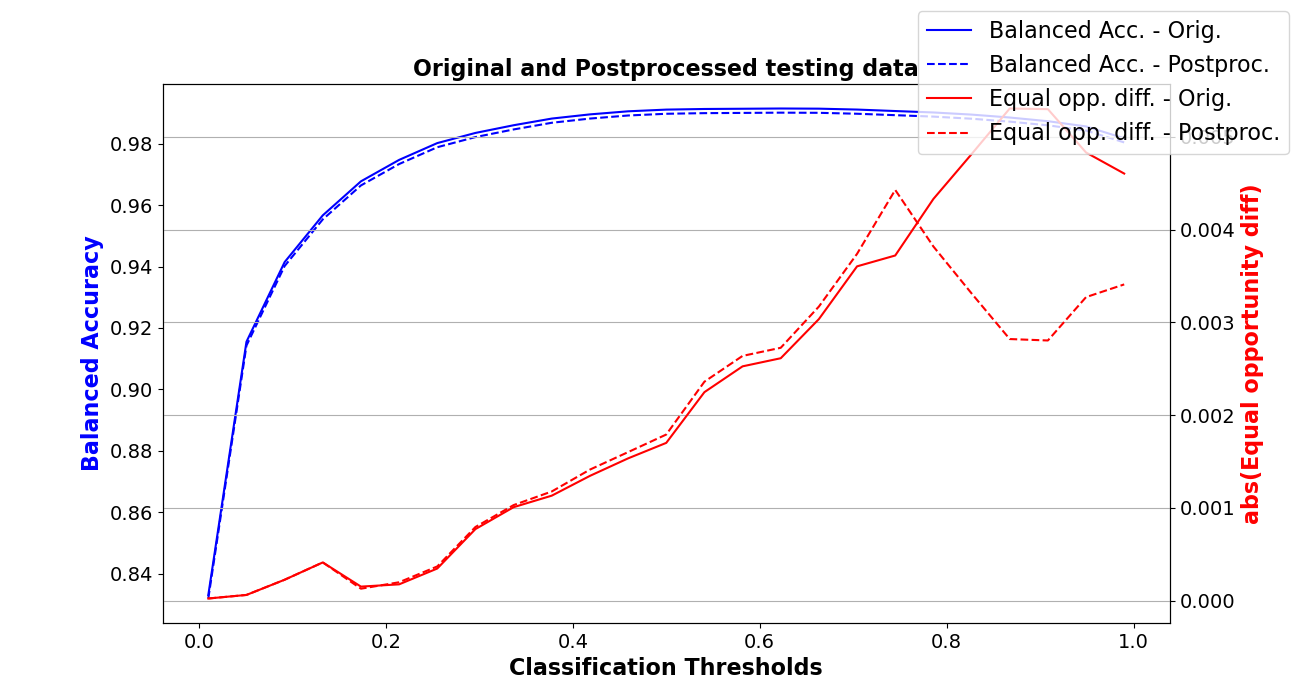 Balanced Acc. - Orig.
Balanced Acc. - Postproc.
Equal opp. diff. - Orig.
Equal opp. diff. - Postproc.
Original and Postprocessed testing data
0.98
0.96
0.94
0.92
0.90
0.88
0.86
0.84
Balanced Accuracy
0.005
0.004
0.003
0.002
0.001
0.000
abs(Equal opportunity diff)
0.0
0.2
0.4
0.6
0.8
1.0
Classification Thresholds